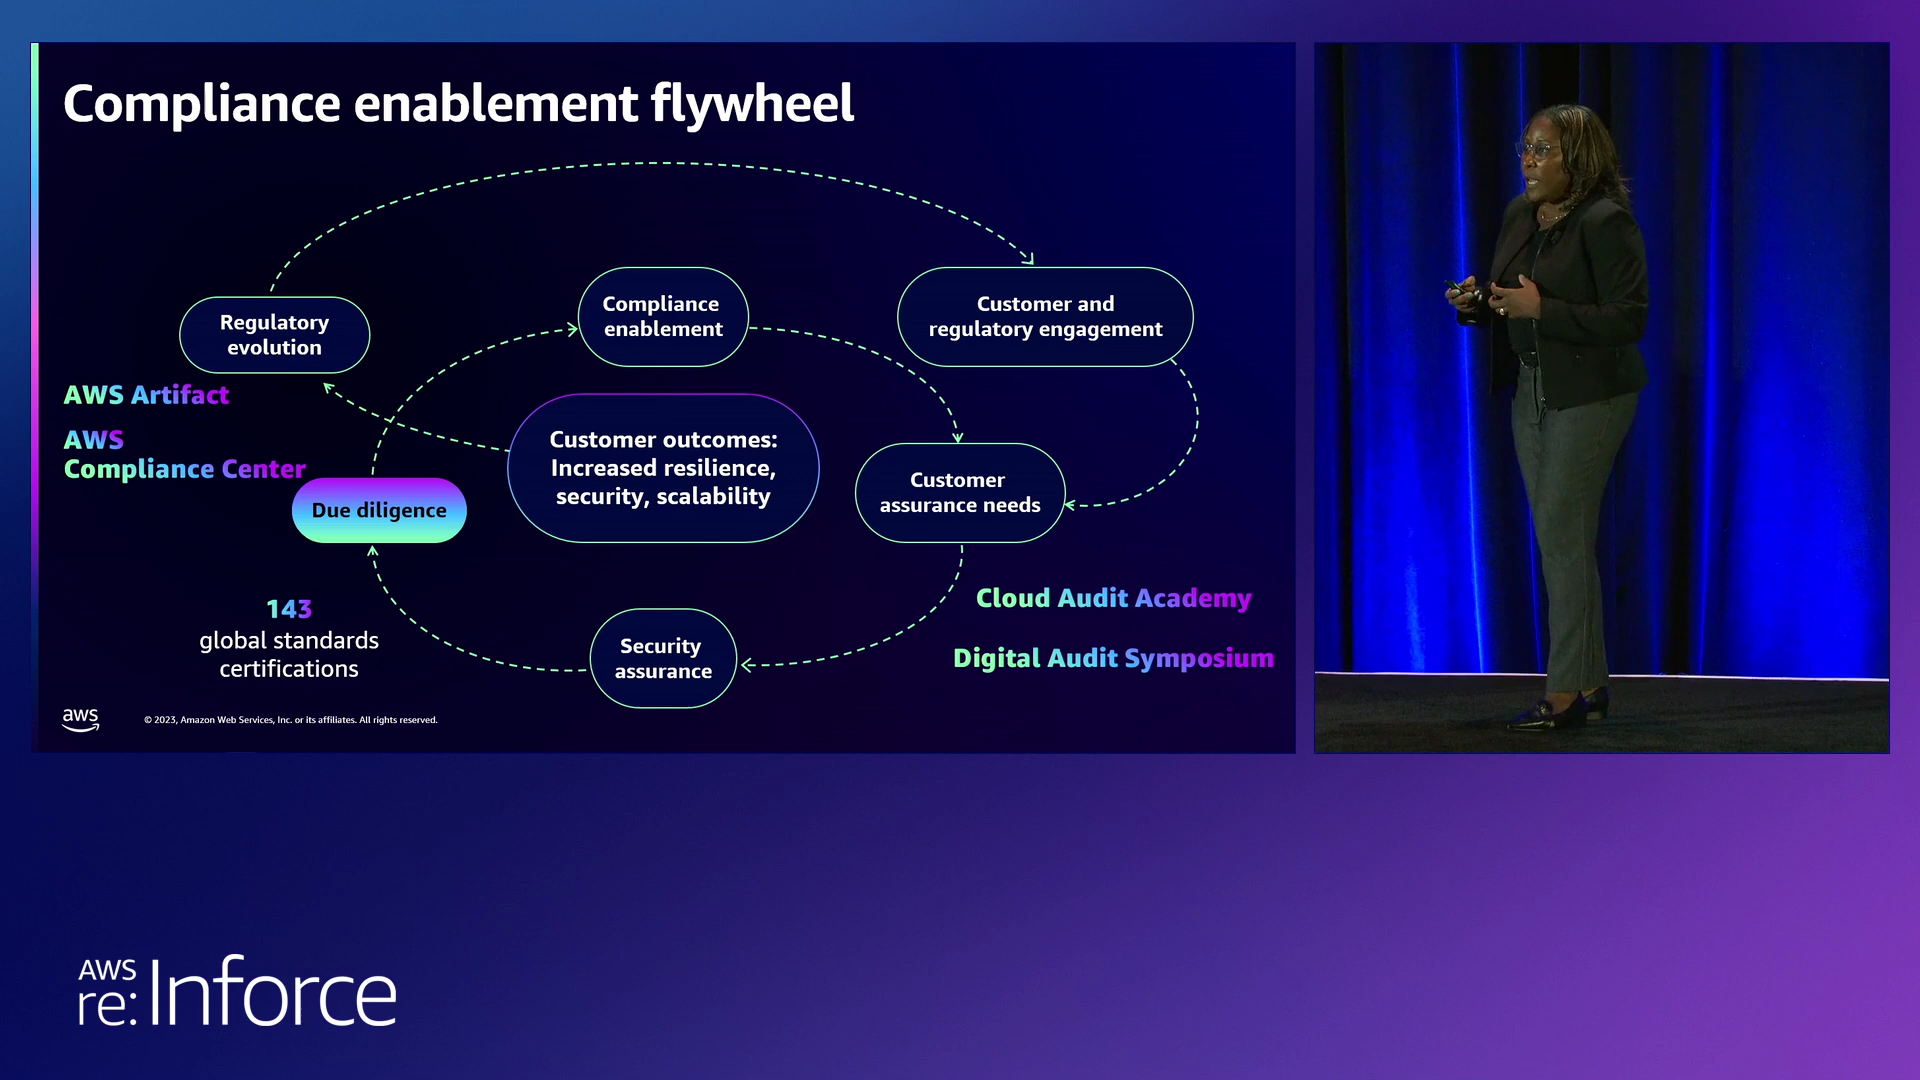 Compliance enablement flywheel
Regulatory
evolution
Compliance
enablement
Customer and
regulatory engagement
AWS Artifact
AWS
Compliance Center
Customer outcomes:
Increased resilience,
security, scalability
Customer
assurance needs
Due diligence
143
global standards
certifications
Security
assurance
Cloud Audit Academy
Digital Audit Symposium
aws
© 2023, Amazon Web Services, Inc. or its affiliates. All rights reserved.
AWS
re:Inforce